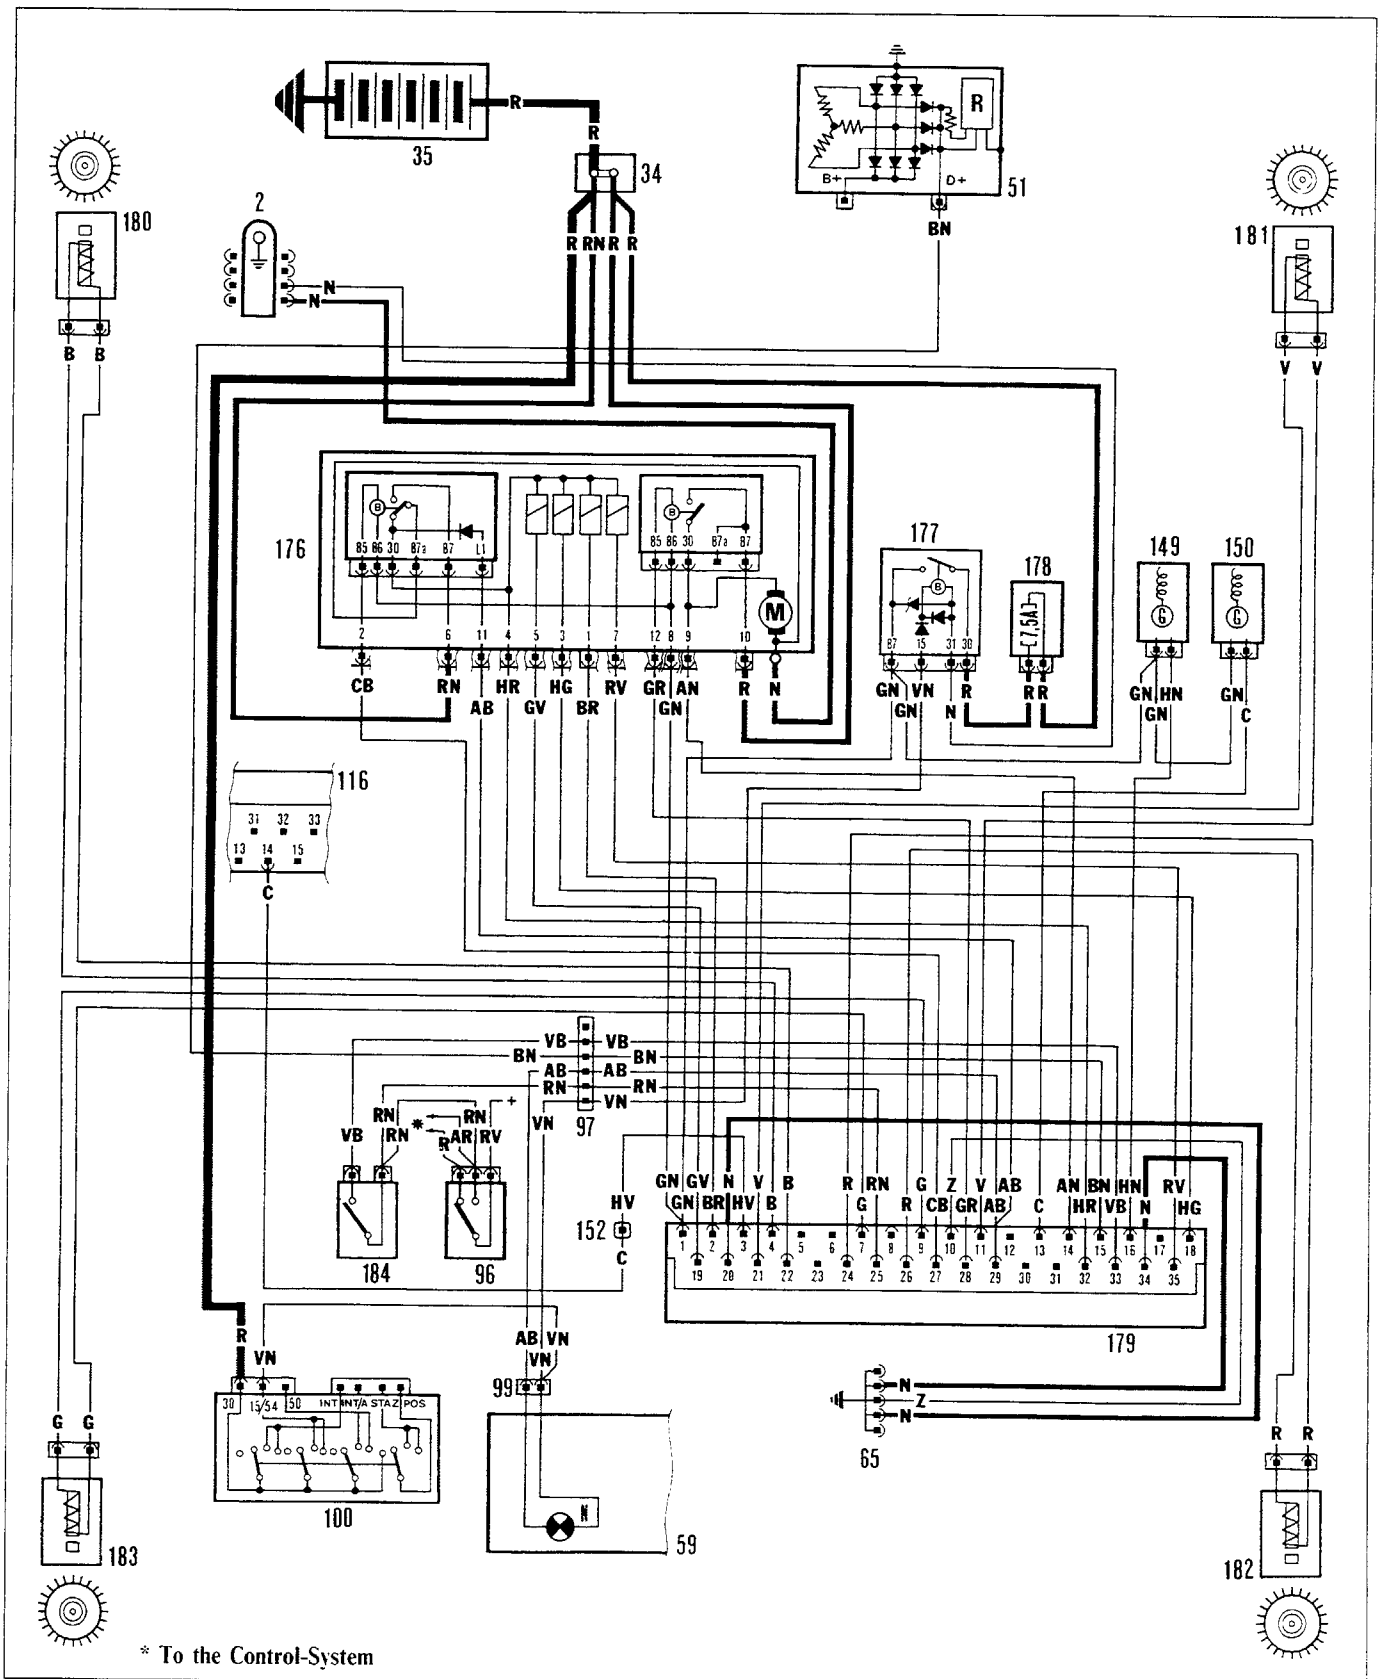 R
35
R
34
R
B+ D+
51
BN
180
2
N
N
R RN R R
181
B B
V V
176
B
85 86 30 87a 87 L1
B
85 86 30 87a 87
M
2 6 11 4 5 3 1 7 12 8 9 10
CB RN HR HG RV GR AN R N
AB GV BR GN
177
B
87 15 31 30
GN VN R
GN N
178
7,5A
R R
149
G
GN HN
GN
150
G
GN C
116
31 32 33
13 14 15
C
VB VB
BN BN
AB AB
RN RN
VN
97
VN
VB RN RN
184
* R AR RN RV +
96
HV
152
C
GN GV N V B R RN G Z V AB AN BN HN RV
GN BR HV B G R CB GR AB C HR VB N HG
1 2 3 4 5 6 7 8 9 10 11 12 13 14 15 16 17 18
19 20 21 22 23 24 25 26 27 28 29 30 31 32 33 34 35
179
R
VN
30 15/54 50 INT INT/A STAZ POS
100
AB VN
VN
99
59
N
Z
N
65
G G
183
R R
182
* To the Control-System